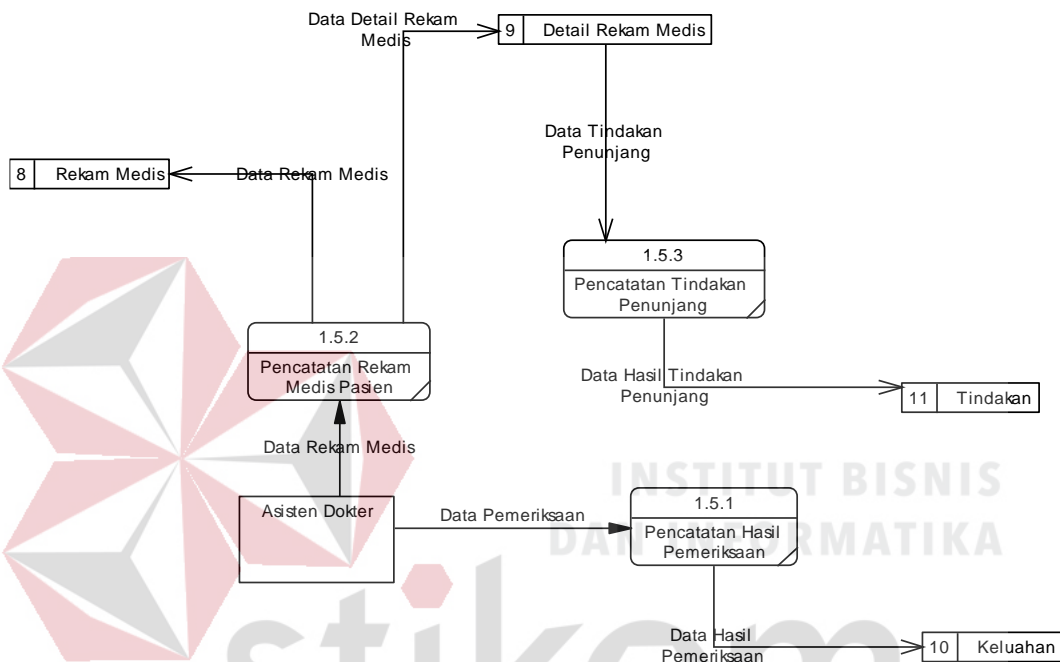 Data Detail Rekam
Medis
9 Detail Rekam Medis
Data Tindakan
Penunjang
8 Rekam Medis
Data Rekam Medis
1.5.3
Pencatatan Tindakan
Penunjang
1.5.2
Pencatatan Rekam
Medis Pasien
Data Hasil Tindakan
Penunjang
11 Tindakan
Data Rekam Medis
INSTITUT BISNIS
DAN INFORMATIKA
Asisten Dokter
Data Pemeriksaan
1.5.1
Pencatatan Hasil
Pemeriksaan
stikom
Data Hasil
Pemeriksaan
10 Keluahan